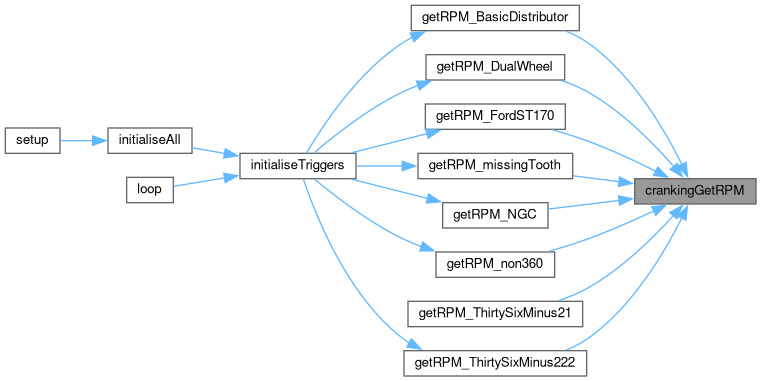 getRPM_BasicDistributor
getRPM_DualWheel
getRPM_FordST170
setup
initialiseAll
initialiseTriggers
getRPM_missingTooth
loop
crankingGetRPM
getRPM_NGC
getRPM_non360
getRPM_ThirtySixMinus21
getRPM_ThirtySixMinus222